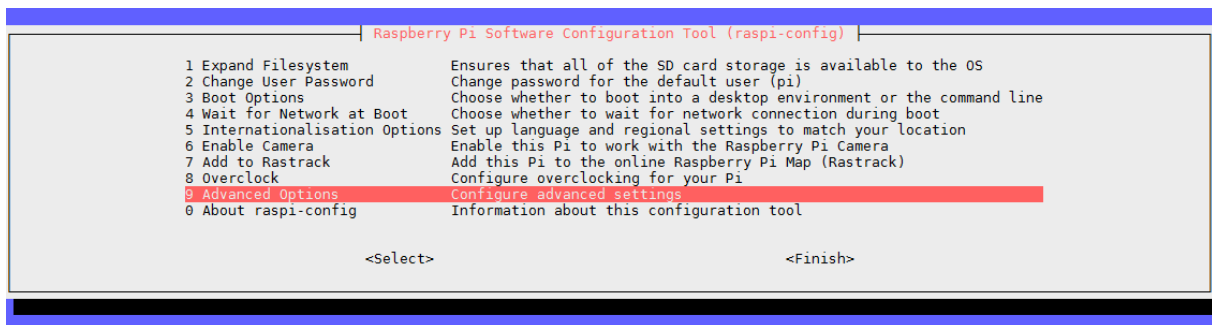 Raspberry Pi Software Configuration Tool (raspi-config)
1 Expand Filesystem Ensures that all of the SD card storage is available to the OS
2 Change User Password Change password for the default user (pi)
3 Boot Options Choose whether to boot into a desktop environment or the command line
4 Wait for Network at Boot Choose whether to wait for network connection during boot
5 Internationalisation Options Set up language and regional settings to match your location
6 Enable Camera Enable this Pi to work with the Raspberry Pi Camera
7 Add to Rastrack Add this Pi to the online Raspberry Pi Map (Rastrack)
8 Overclock Configure overclocking for your Pi
9 Advanced Options Configure advanced settings
0 About raspi-config Information about this configuration tool
<Select> <Finish>